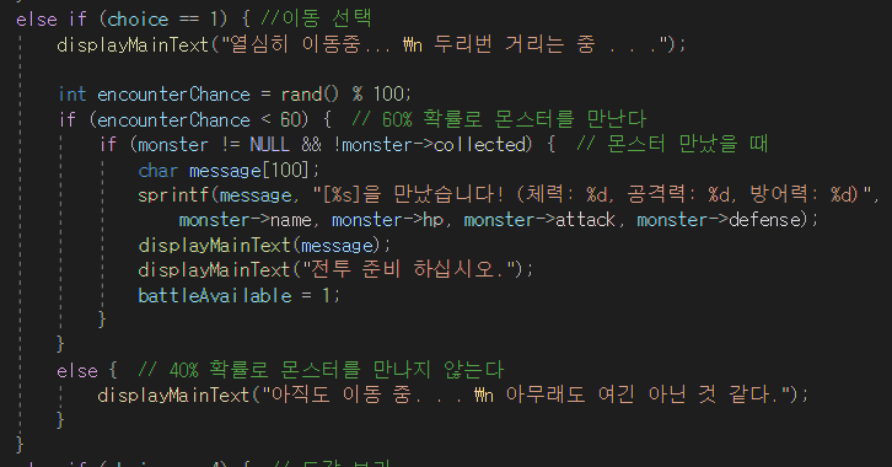 else if (choice == 1) { //이동 선택
displayMainText("열심히 이동중... ₩n 두리번 거리는 중 . . .");
int encounterChance = rand() % 100;
if (encounterChance < 60) { // 60% 확률로 몬스터를 만난다
if (monster != NULL && !monster->collected) { // 몬스터 만났을 때
char message[100];
sprintf(message, "[%s]을 만났습니다! (체력: %d, 공격력: %d, 방어력: %d)",
monster->name, monster->hp, monster->attack, monster->defense);
displayMainText(message);
displayMainText("전투 준비 하십시오.");
battleAvailable = 1;
}
}
else { // 40% 확률로 몬스터를 만나지 않는다
displayMainText("아직도 이동 중. . . ₩n 아무래도 여긴 아닌 것 같다.");
}
}